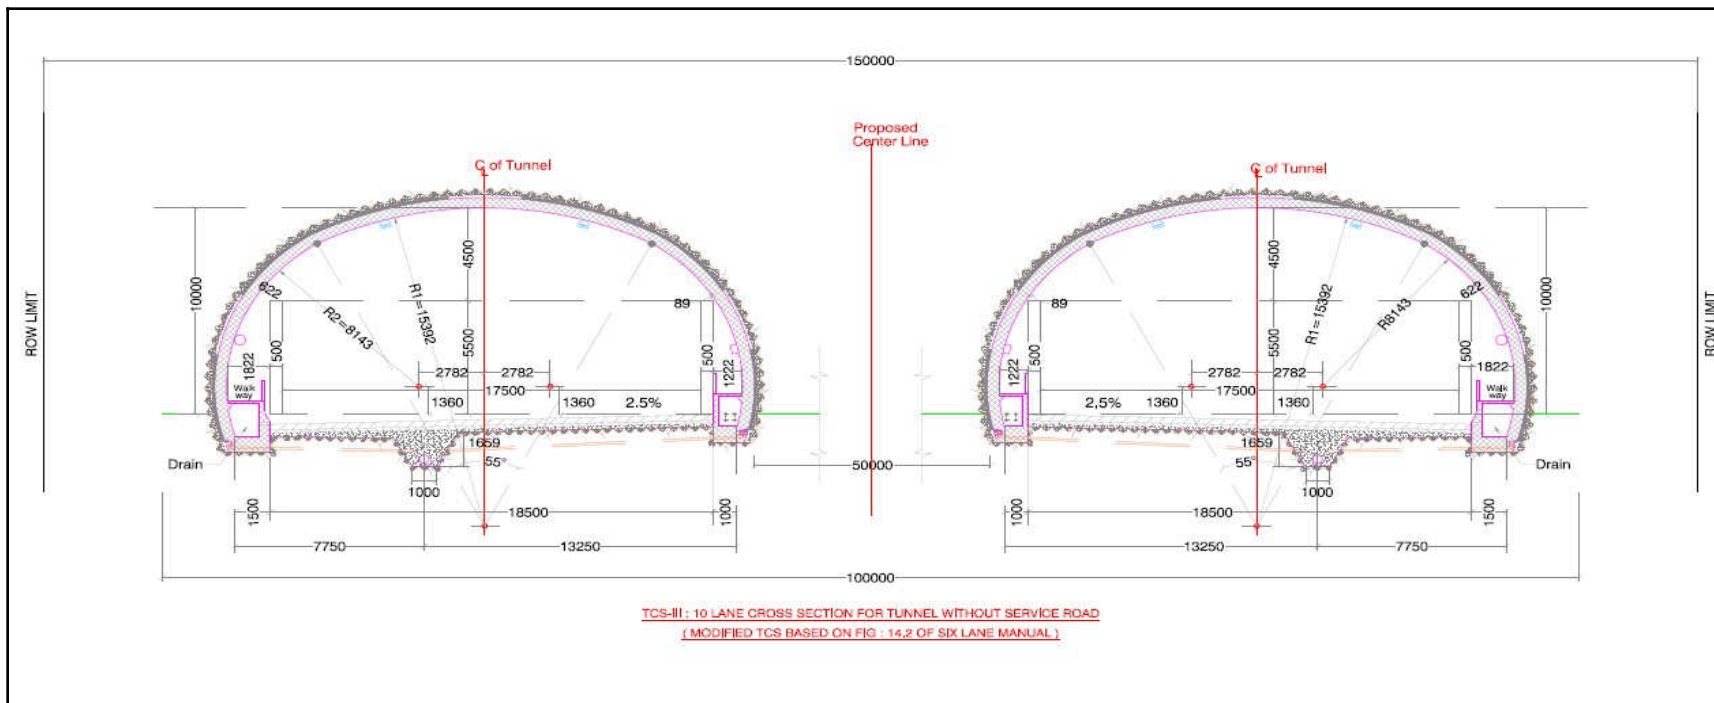 150000
Proposed
Center Line
C of Tunnel
C of Tunnel
ROW LIMIT
10000
622
R2=8143
R1=15392
4500
5500
89
500
1822
Walk
way
2782
2782
17500
1360
1360
2.5%
500
1222
1659
55°
Drain
1000
1500
18500
1000
7750
13250
50000
ROW LIMIT
10000
622
R8143
R1=15392
4500
5500
89
500
1222
2782
2782
17500
2,5%
1360
1360
500
1822
Walk
way
1659
55°
Drain
1000
1000
18500
1500
13250
7750
100000
TCS-III : 10 LANE CROSS SECTION FOR TUNNEL WITHOUT SERVICE ROAD
( MODIFIED TCS BASED ON FIG : 14,2 OF SIX LANE MANUAL )